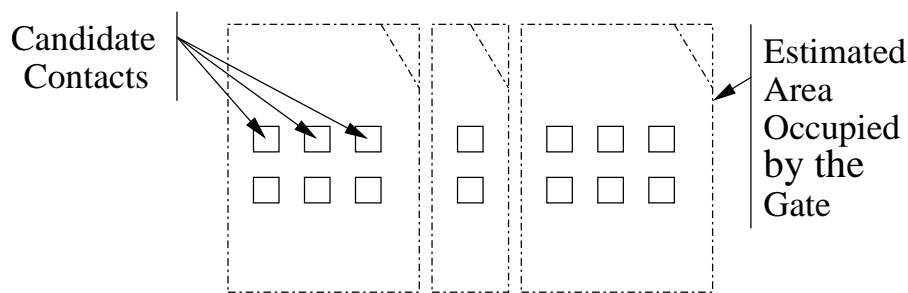 Candidate
Contacts
Estimated
Area
Occupied
by the
Gate